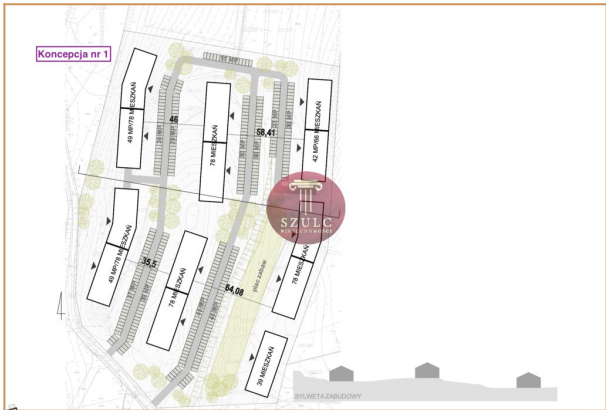 Koncepcja nr 1
49 MP/78 MIESZKAŃ
46
78 MIESZKAŃ
58,41
42 MP/66 MIESZKAŃ
SZULC
NIERUCHOMOŚCI
49 MP/78 MIESZKAŃ
35,5
78 MIESZKAŃ
64,08
plac zabaw
78 MIESZKAŃ
39 MIESZKAŃ
SYLWETA ZABUDOWY